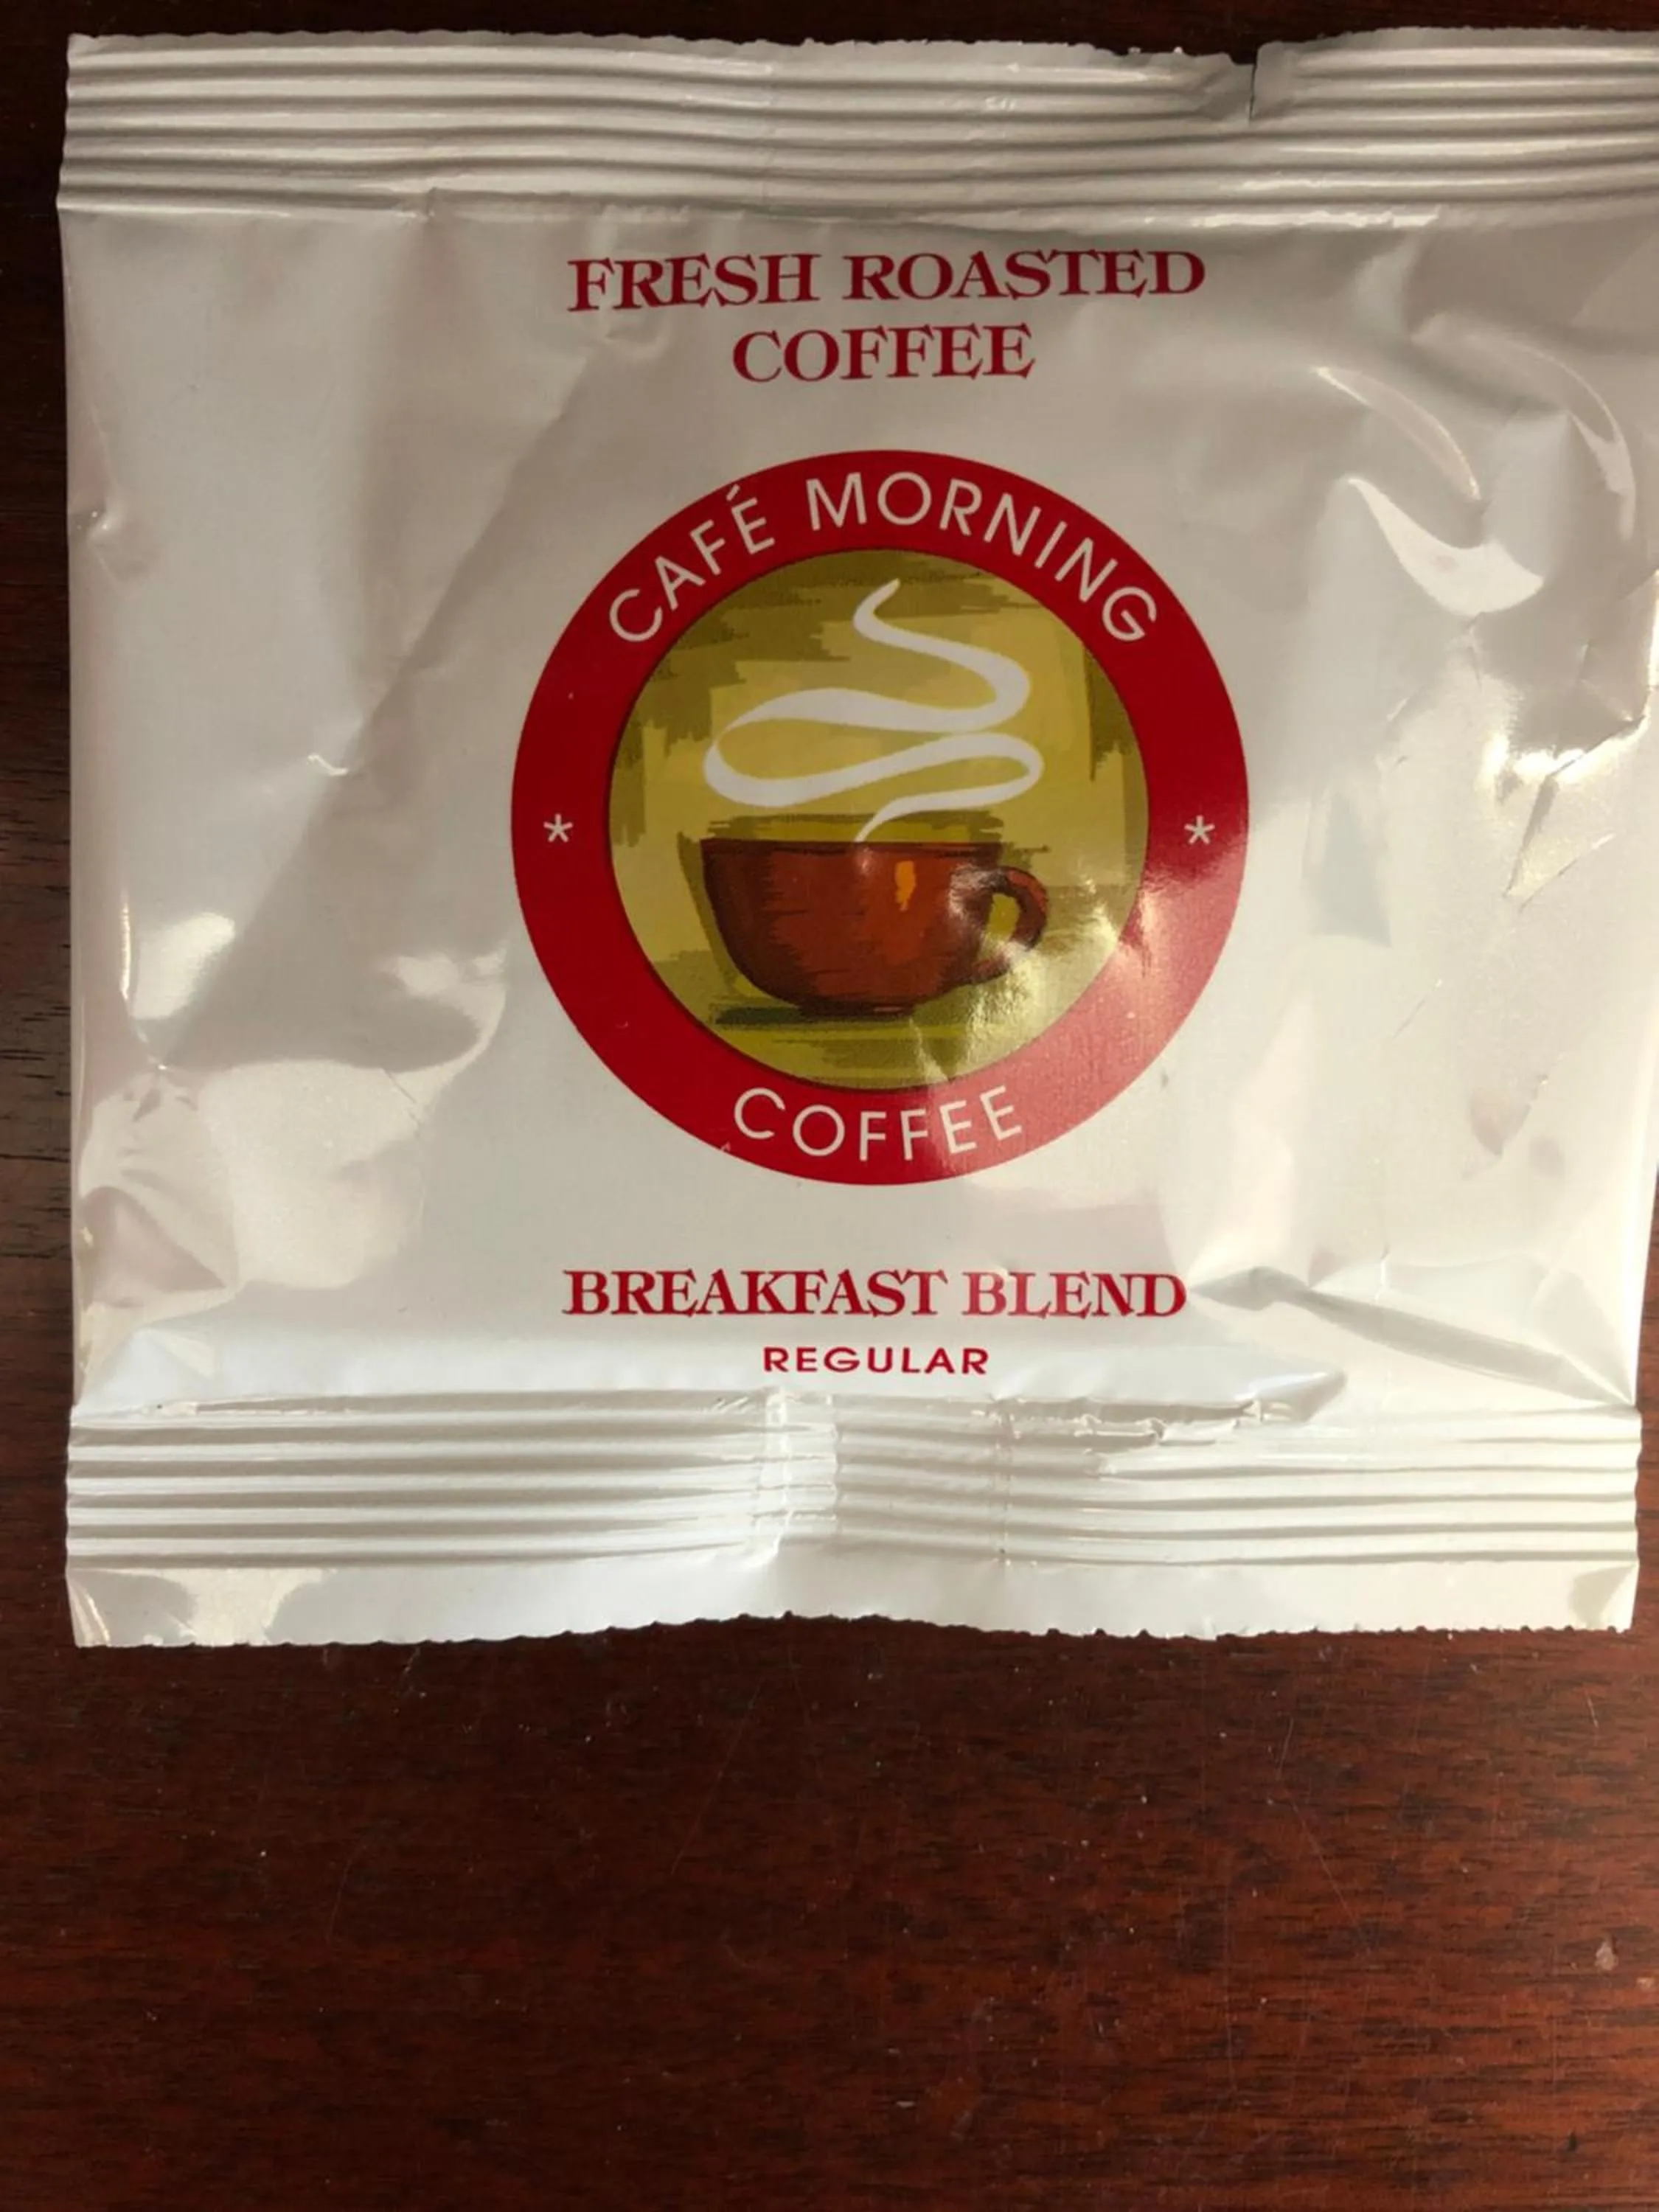 FRESH ROASTED
COFFEE
CAFÉ MORNING
* *
COFFEE
BREAKFAST BLEND
REGULAR